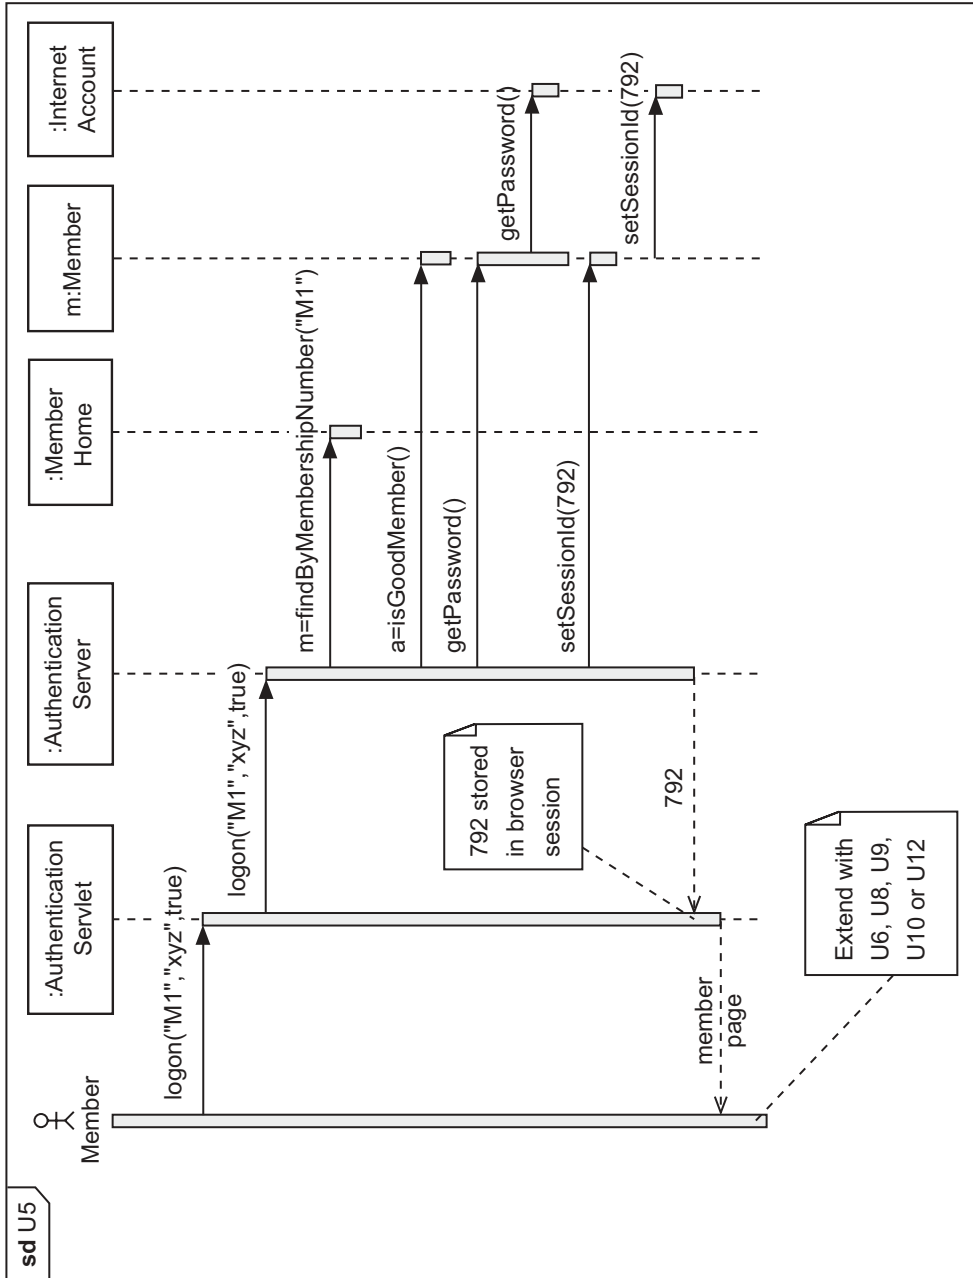 sd U5
Member
:Authentication
Servlet
:Authentication
Server
:Member
Home
m:Member
:Internet
Account
logon("M1","xyz",true)
logon("M1","xyz",true)
m=findByMembershipNumber("M1")
a=isGoodMember()
getPassword()
getPassword()
setSessionId(792)
setSessionId(792)
792 stored
in browser
session
792
member
page
Extend with
U6, U8, U9,
U10 or U12